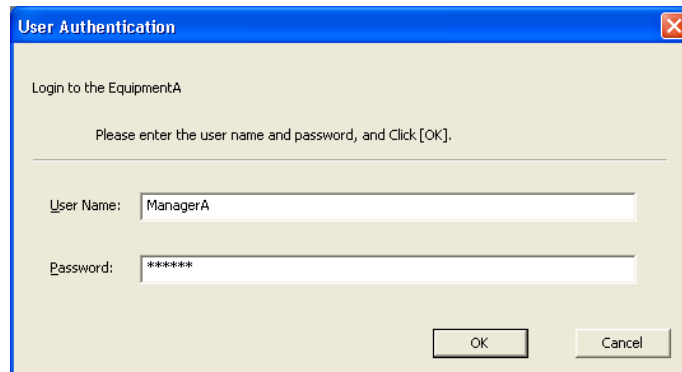 User Authentication
Login to the EquipmentA
Please enter the user name and password, and Click [OK].
User Name: ManagerA
Password: ******
OK Cancel